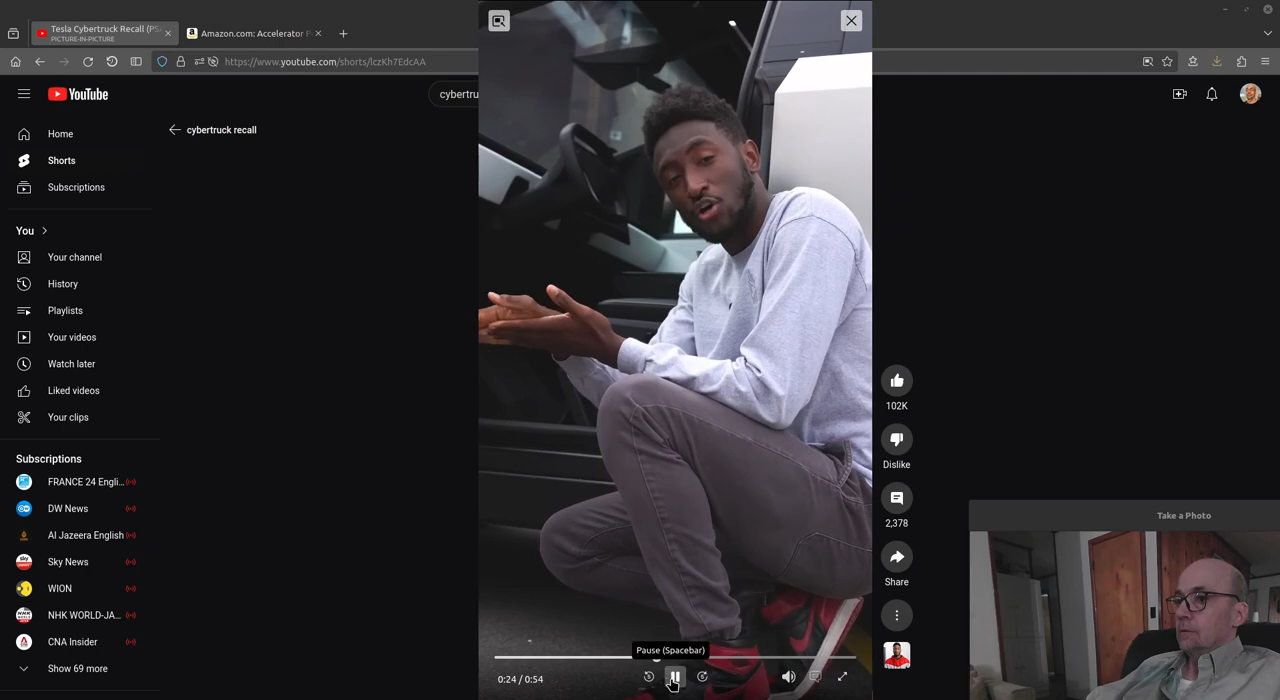 Tesla Cybertruck Recall (PS
PICTURE-IN-PICTURE
Amazon.com: Accelerator P
https://www.youtube.com/shorts/lczKh7EdcAA
YouTube
cybertru
Home
cybertruck recall
Shorts
Subscriptions
You
Your channel
History
Playlists
Your videos
Watch later
Liked videos
Your clips
Subscriptions
FRANCE 24 Engli...
DW News
Al Jazeera English
Sky News
WION
NHK WORLD-JA...
CNA Insider
Show 69 more
102K
Dislike
2,378
Share
Take a Photo
Pause (Spacebar)
0:24 / 0:54